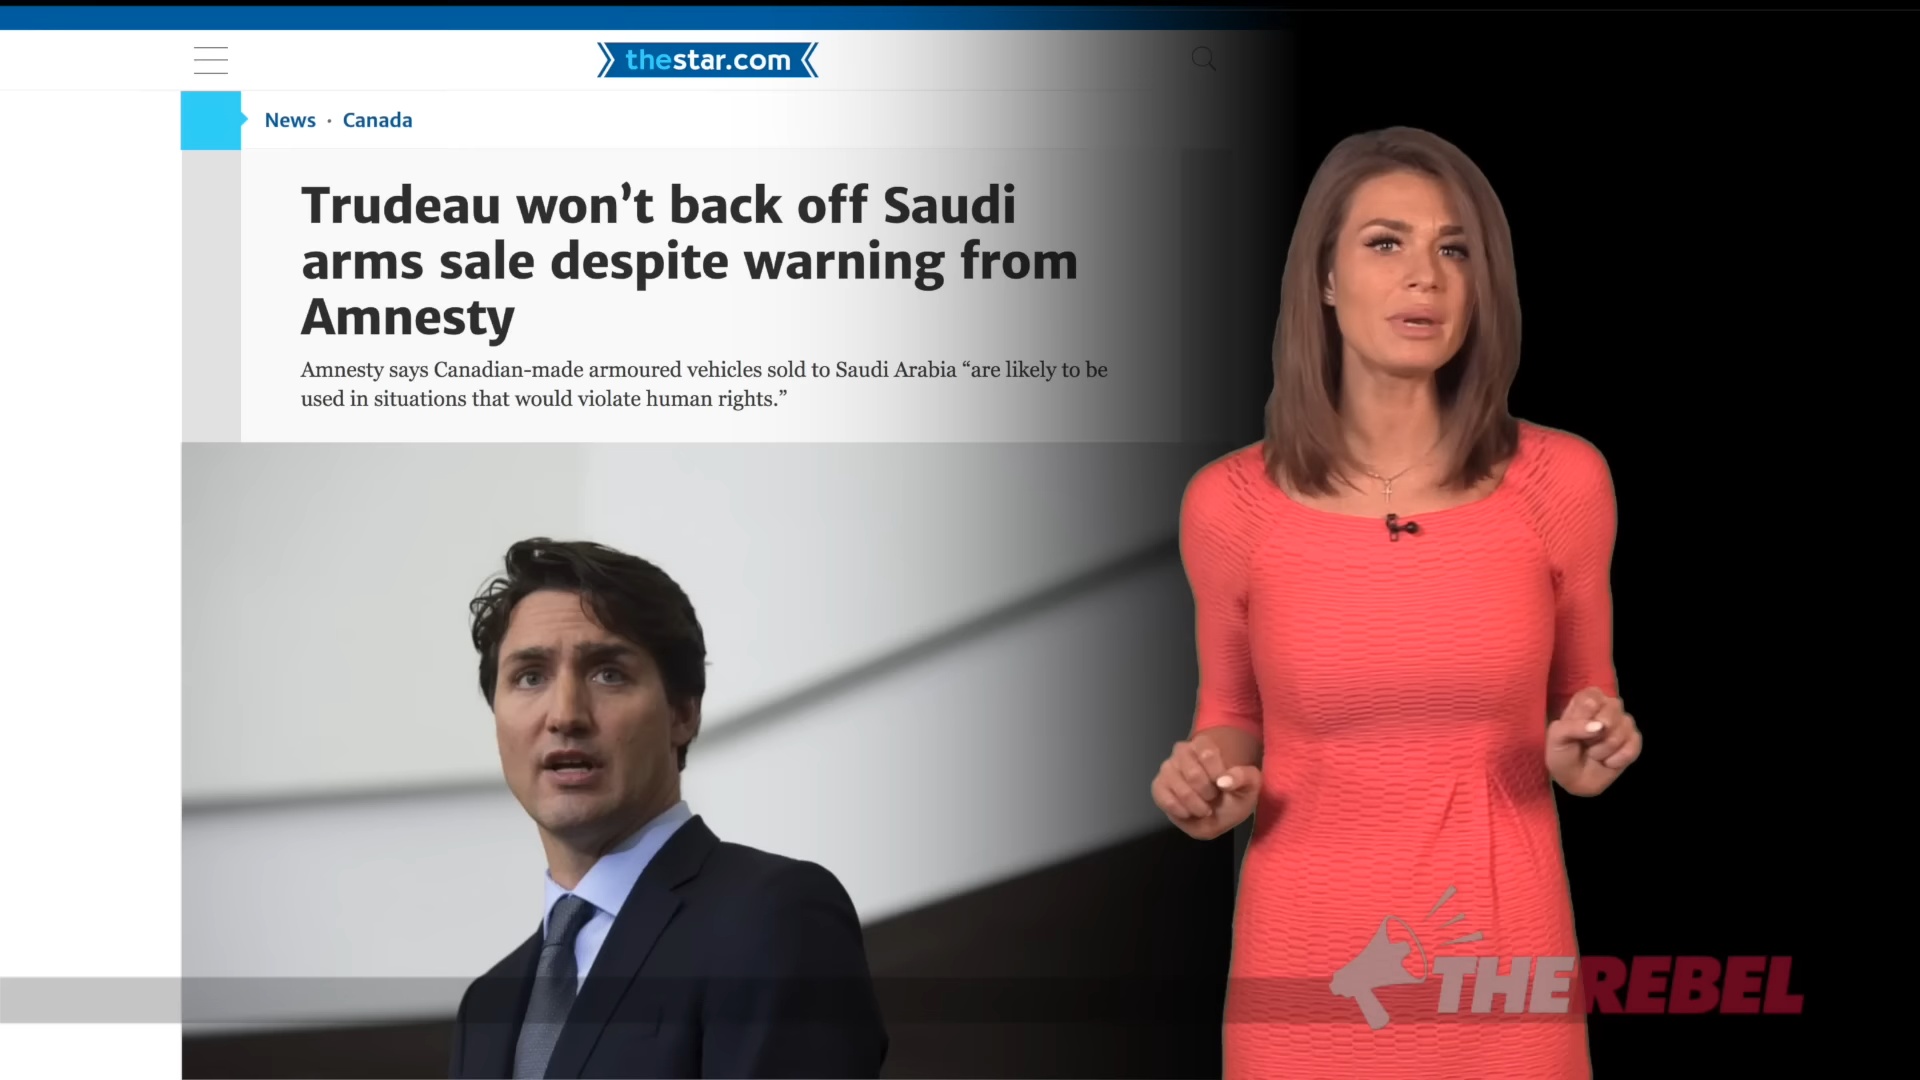 thestar.com
News · Canada
Trudeau won’t back off Saudi
arms sale despite warning from
Amnesty
Amnesty says Canadian-made armoured vehicles sold to Saudi Arabia “are likely to be
used in situations that would violate human rights.”
THEREBEL